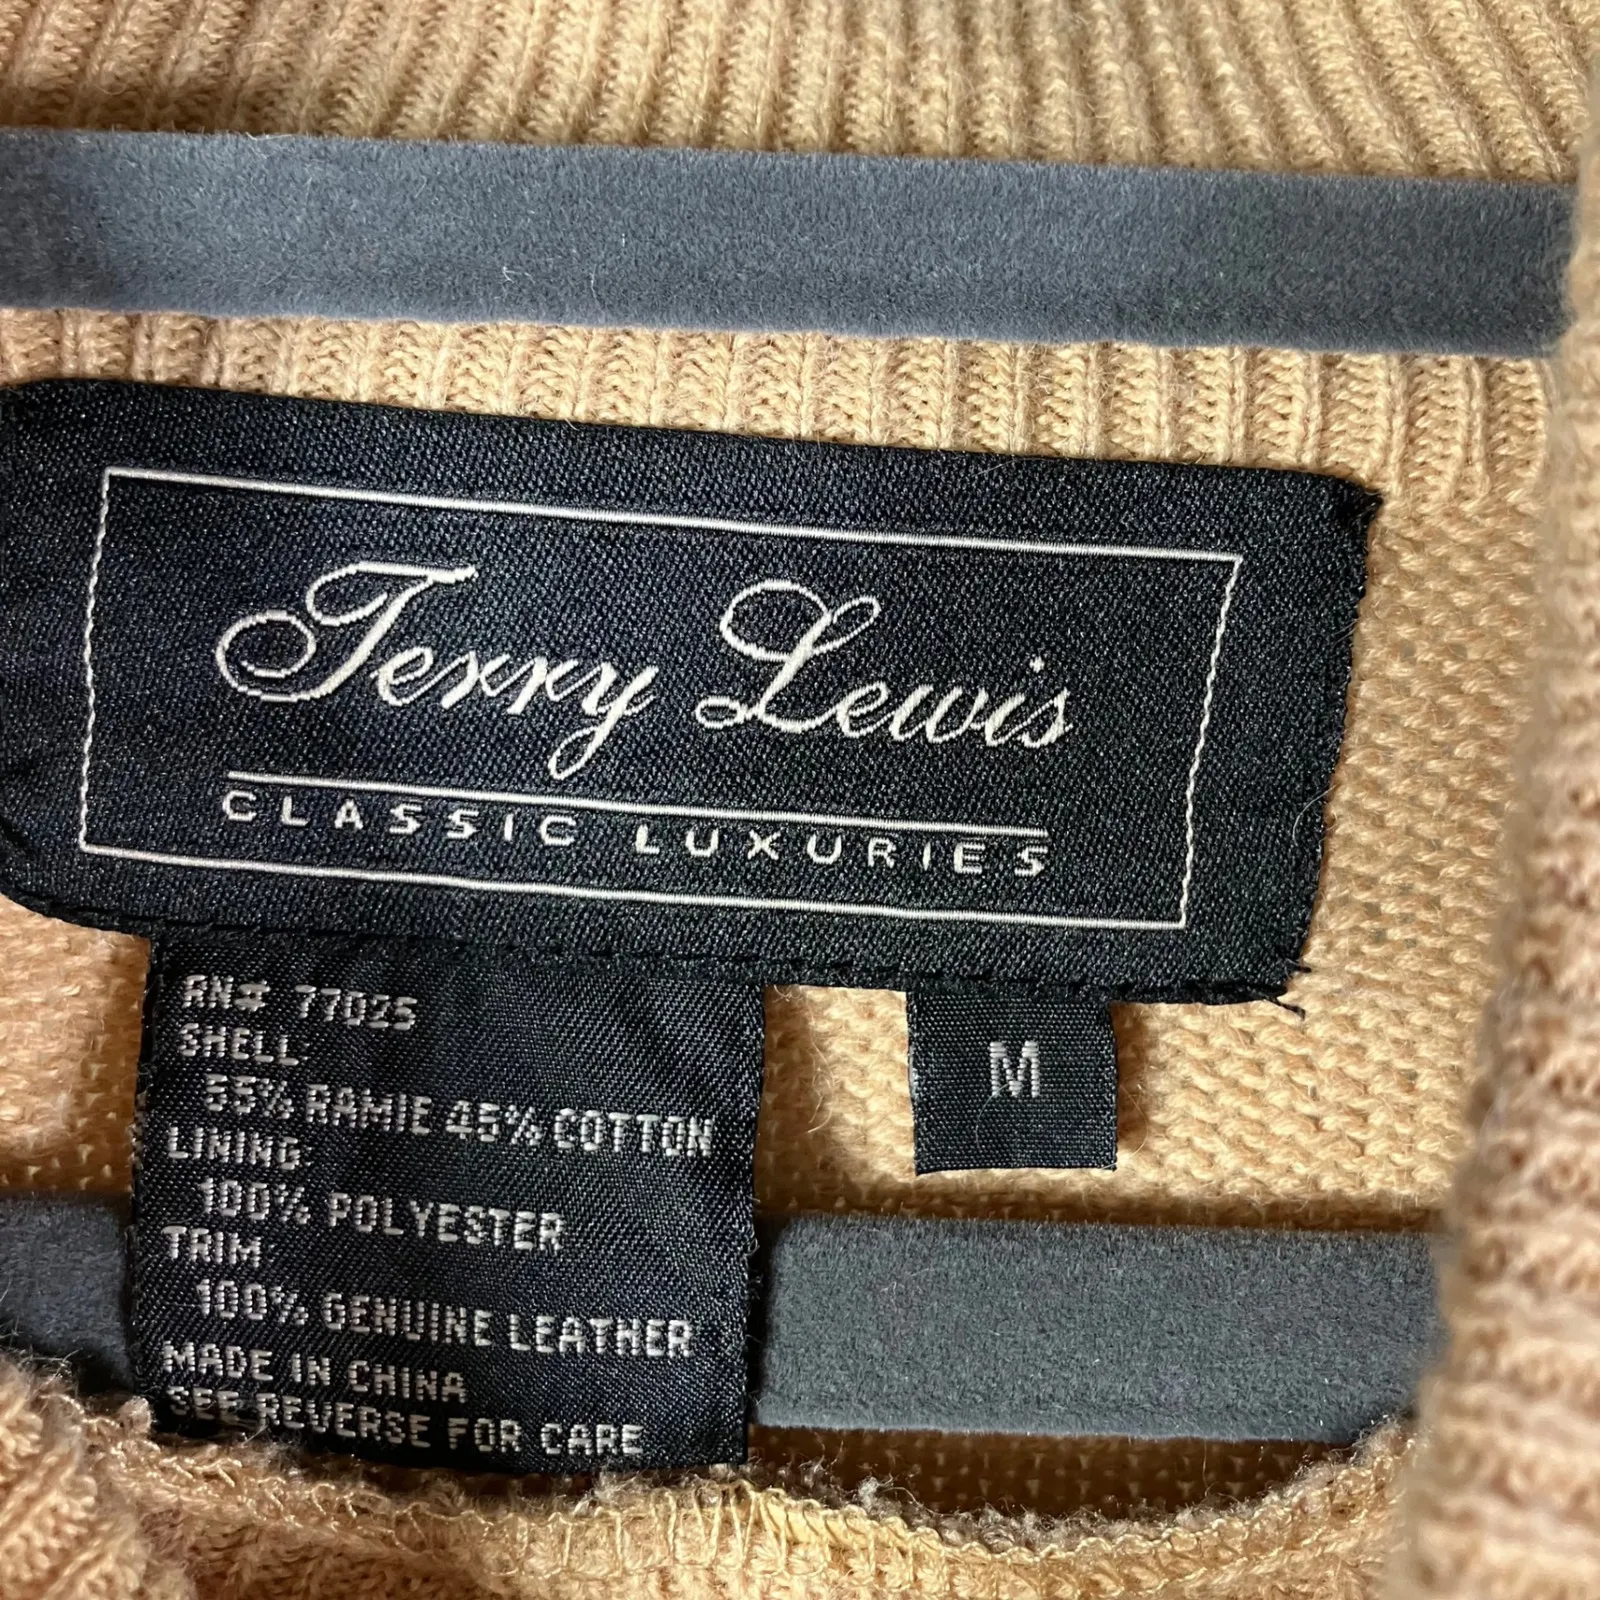 Terry Lewis
CLASSIC LUXURIES
M
RN# 77025
SHELL
55% RAMIE 45% COTTON
LINING
100% POLYESTER
TRIM
100% GENUINE LEATHER
MADE IN CHINA
SEE REVERSE FOR CARE